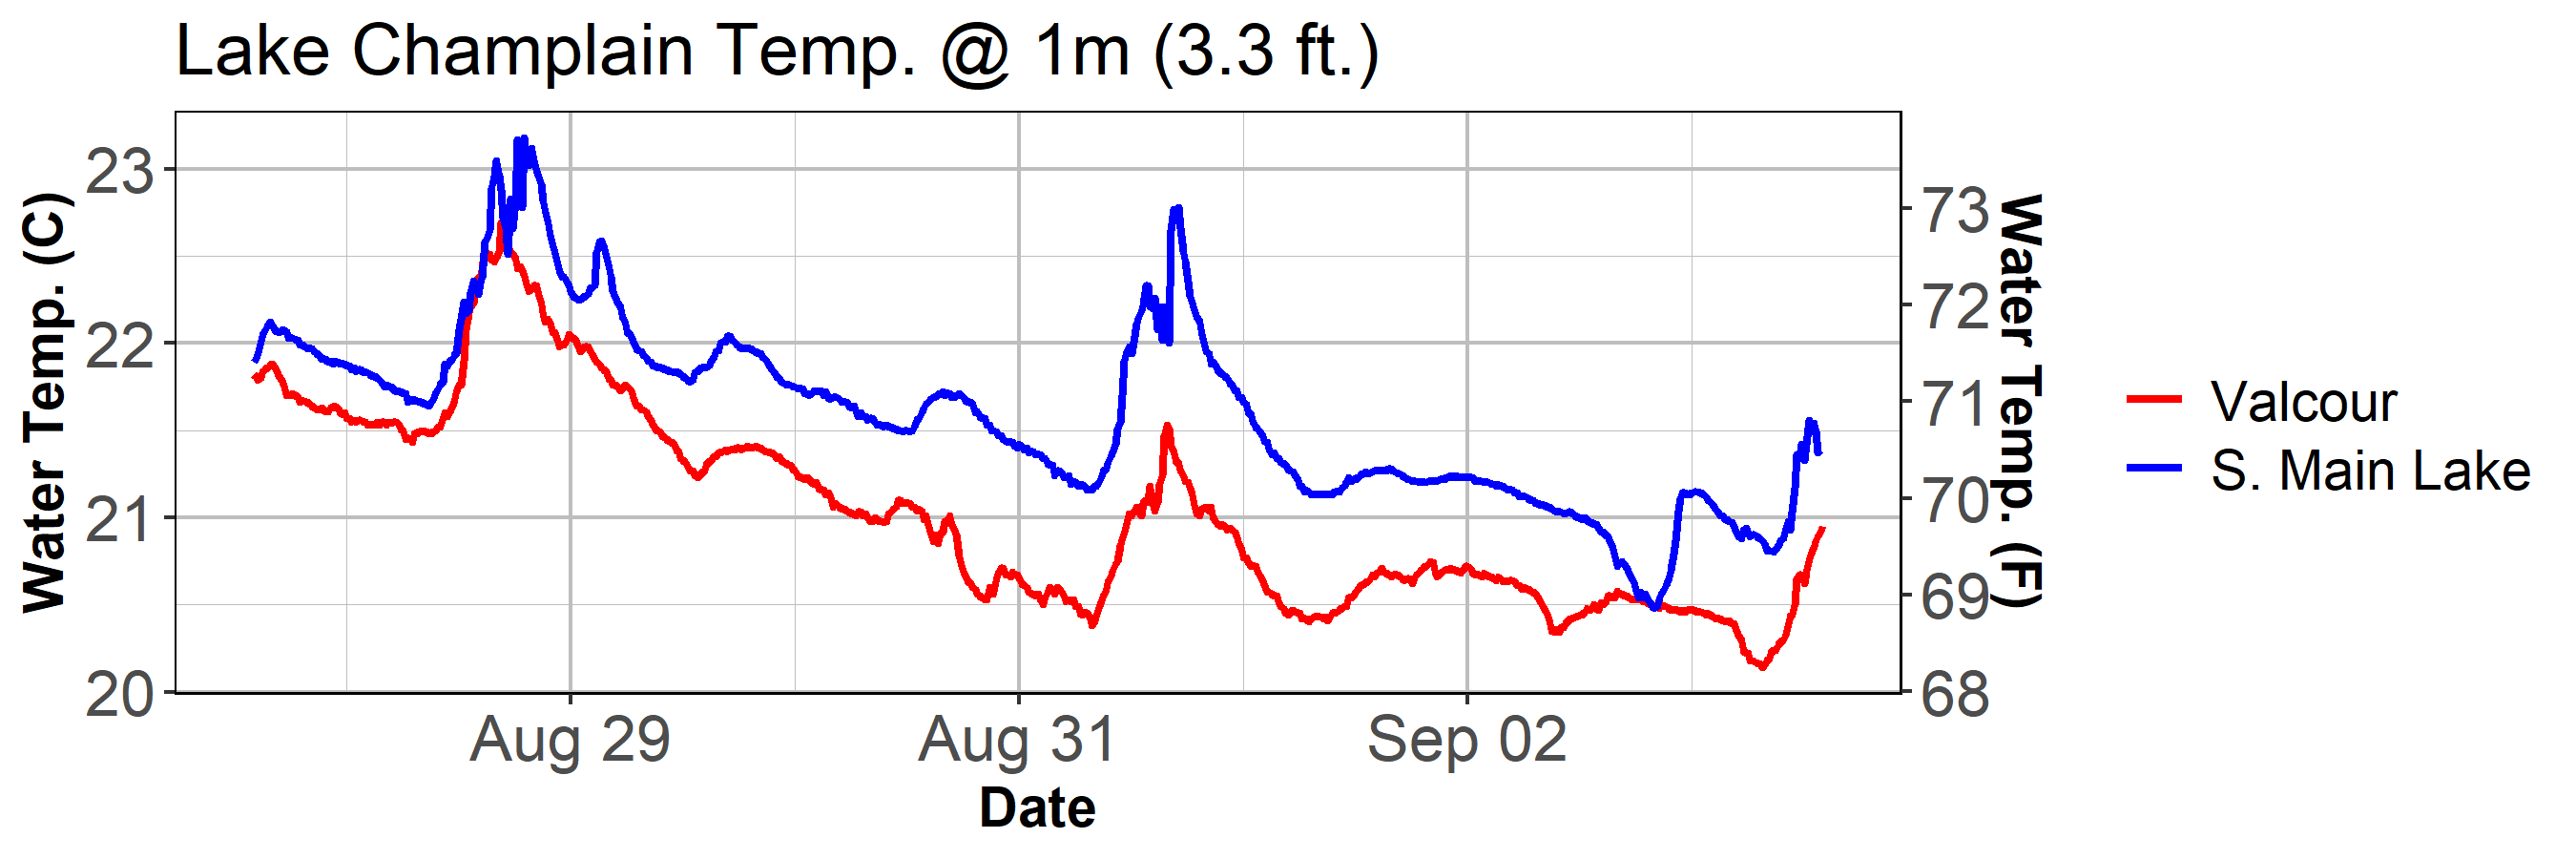 Lake Champlain Temp. @ 1m (3.3 ft.)
Water Temp. (C)
23
22
21
20
73
72
71
70
69
68
Water Temp. (F)
Aug 29
Aug 31
Sep 02
Date
Valcour
S. Main Lake